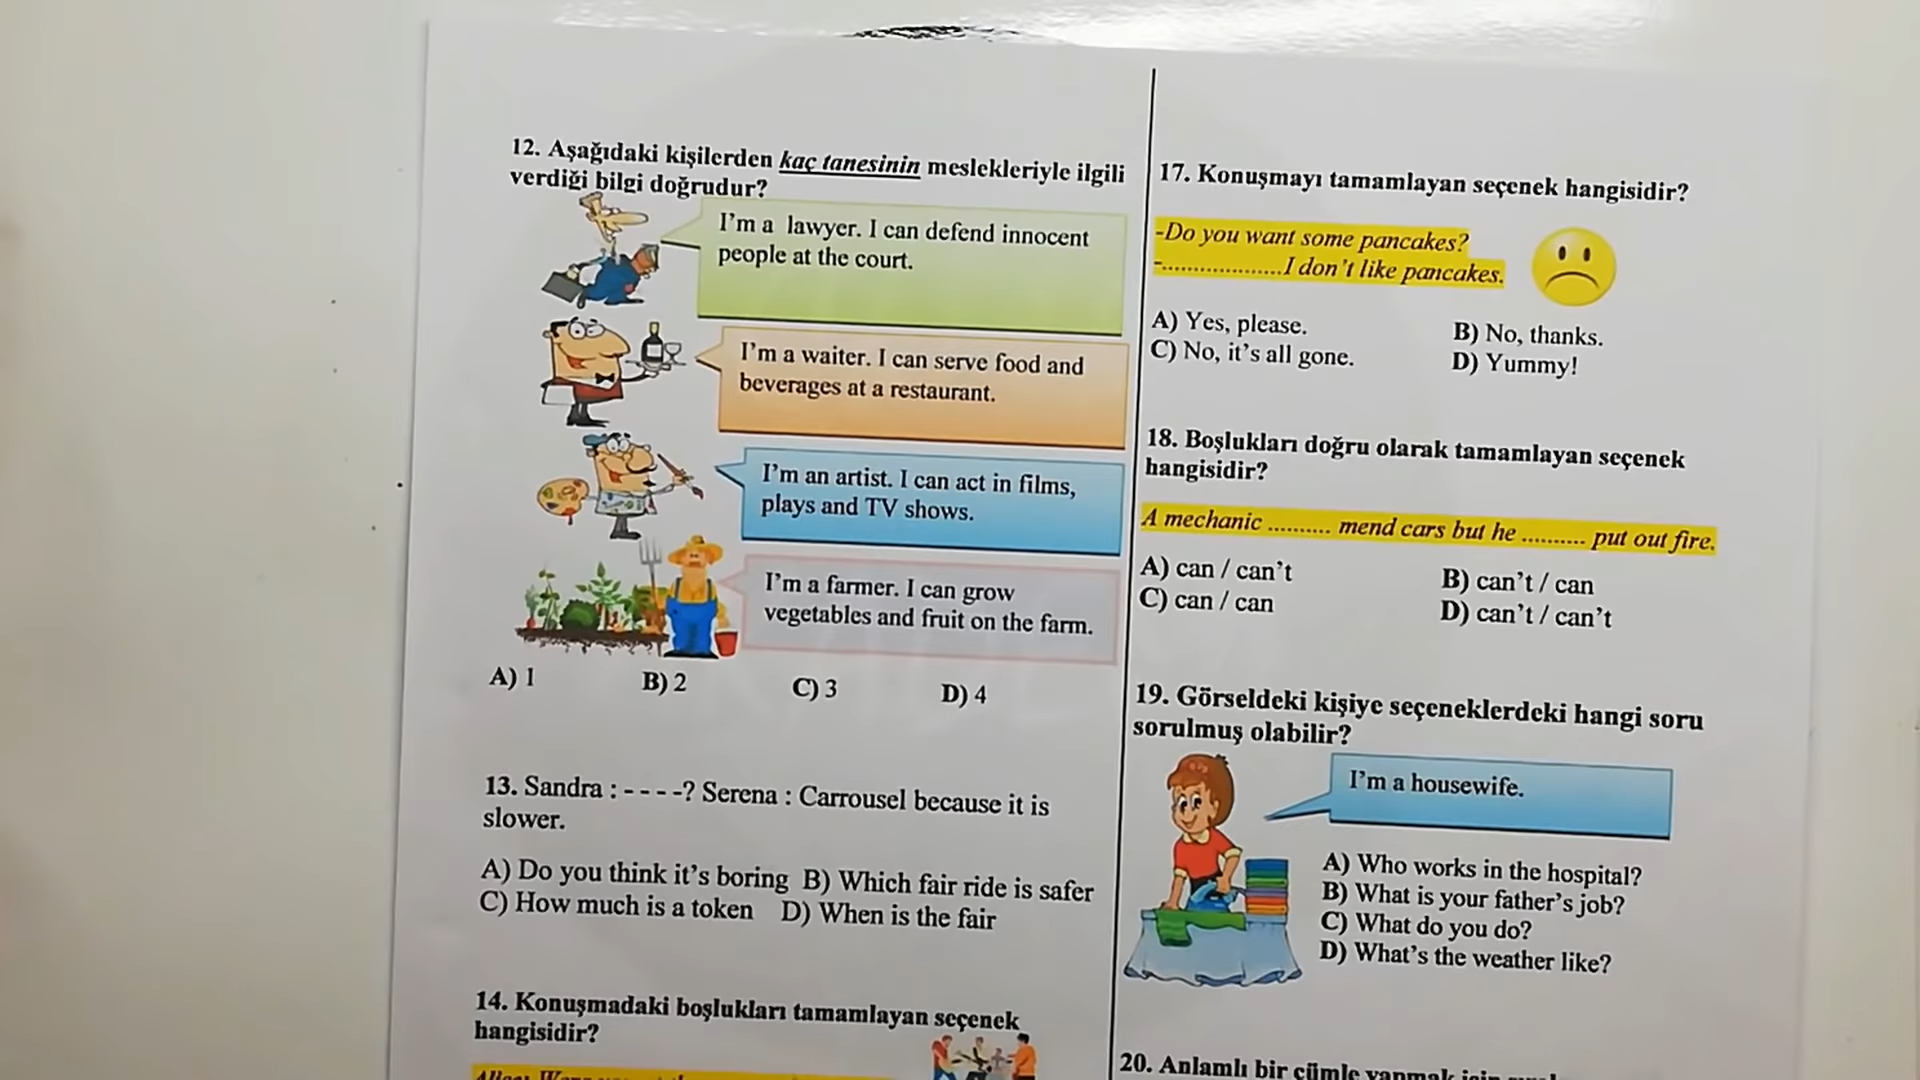 12. Aşağıdaki kişilerden kaç tanesinin meslekleriyle ilgili
verdiği bilgi doğrudur?
I'm a lawyer. I can defend innocent
people at the court.
I'm a waiter. I can serve food and
beverages at a restaurant.
I'm an artist. I can act in films,
plays and TV shows.
I'm a farmer. I can grow
vegetables and fruit on the farm.
A) 1 B) 2 C) 3 D) 4
13. Sandra : - - - -? Serena : Carrousel because it is
slower.
A) Do you think it's boring B) Which fair ride is safer
C) How much is a token D) When is the fair
14. Konuşmadaki boşlukları tamamlayan seçenek
hangisidir?
17. Konuşmayı tamamlayan seçenek hangisidir?
-Do you want some pancakes?
-...................I don't like pancakes.
A) Yes, please. B) No, thanks.
C) No, it's all gone. D) Yummy!
18. Boşlukları doğru olarak tamamlayan seçenek
hangisidir?
A mechanic .......... mend cars but he .......... put out fire.
A) can / can't B) can't / can
C) can / can D) can't / can't
19. Görseldeki kişiye seçeneklerdeki hangi soru
sorulmuş olabilir?
I'm a housewife.
A) Who works in the hospital?
B) What is your father's job?
C) What do you do?
D) What's the weather like?
20. Anlamlı bir cümle yapmak için